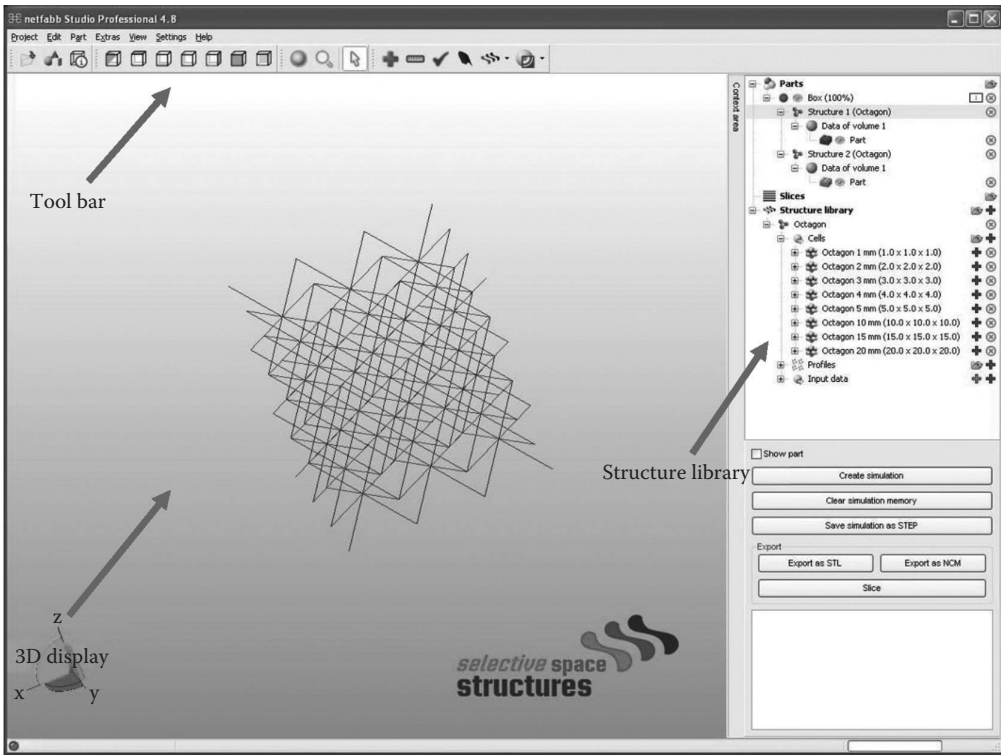 netfabb Studio Professional 4.8
Project Edit Part Extras View Settings Help
Tool bar
Context area
Parts
Box (100%)
Structure 1 (Octagon)
Data of volume 1
Part
Structure 2 (Octagon)
Data of volume 1
Part
Slices
Structure library
Octagon
Cells
Octagon 1 mm (1.0 x 1.0 x 1.0)
Octagon 2 mm (2.0 x 2.0 x 2.0)
Octagon 3 mm (3.0 x 3.0 x 3.0)
Octagon 4 mm (4.0 x 4.0 x 4.0)
Octagon 5 mm (5.0 x 5.0 x 5.0)
Octagon 10 mm (10.0 x 10.0 x 10.0)
Octagon 15 mm (15.0 x 15.0 x 15.0)
Octagon 20 mm (20.0 x 20.0 x 20.0)
Profiles
Input data
Structure library
Show part
Create simulation
Clear simulation memory
Save simulation as STEP
Export
Export as STL Export as NCM
Slice
z
3D display
x
y
selective space
structures